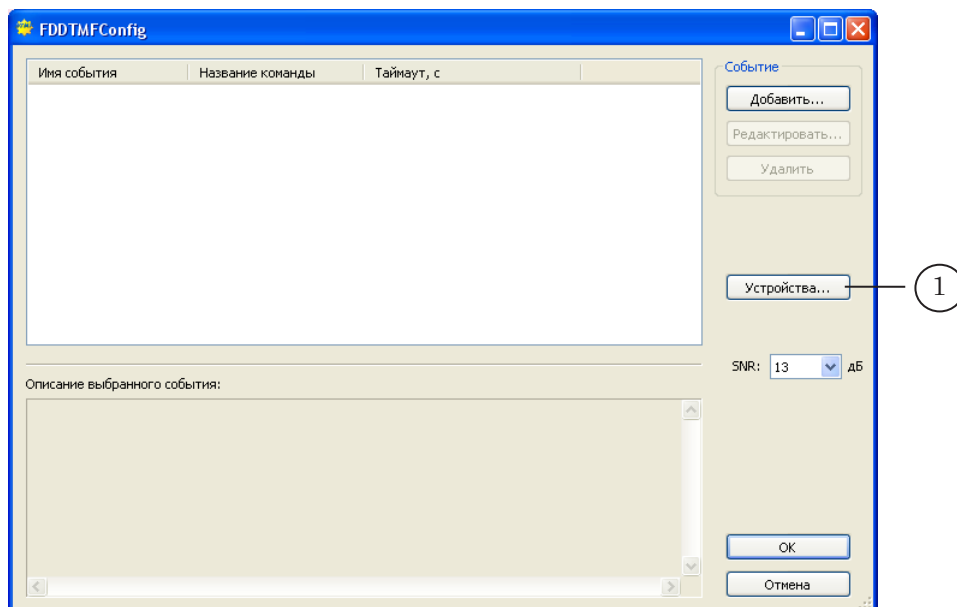 FDDTMFConfig
Имя события Название команды Таймаут, с
Событие
Добавить...
Редактировать...
Удалить
Устройства...
1
SNR: 13 дБ
Описание выбранного события:
OK
Отмена